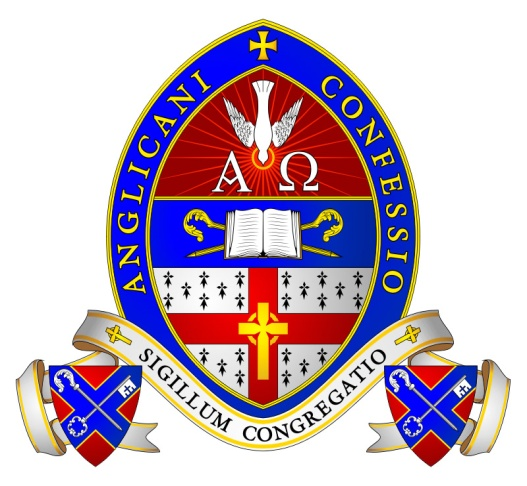 ANGLICANI CONFESSIO
Α Ω
SIGILLUM CONGREGATIO